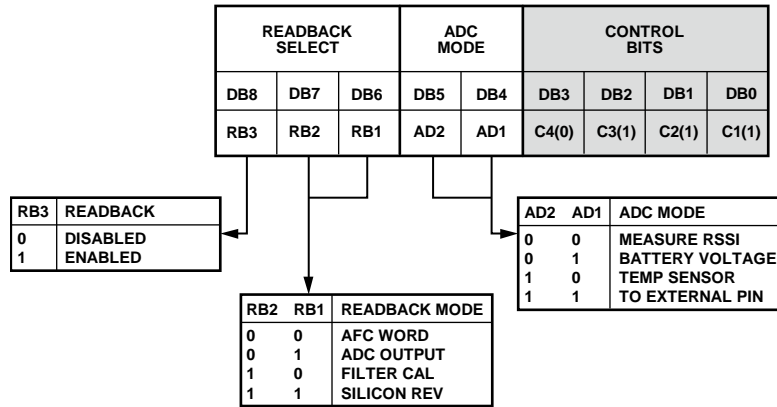 READBACK SELECT ADC MODE CONTROL BITS
DB8 DB7 DB6 DB5 DB4 DB3 DB2 DB1 DB0
RB3 RB2 RB1 AD2 AD1 C4(0) C3(1) C2(1) C1(1)
RB3 READBACK
0 DISABLED
1 ENABLED
RB2 RB1 READBACK MODE
0 0 AFC WORD
0 1 ADC OUTPUT
1 0 FILTER CAL
1 1 SILICON REV
AD2 AD1 ADC MODE
0 0 MEASURE RSSI
0 1 BATTERY VOLTAGE
1 0 TEMP SENSOR
1 1 TO EXTERNAL PIN